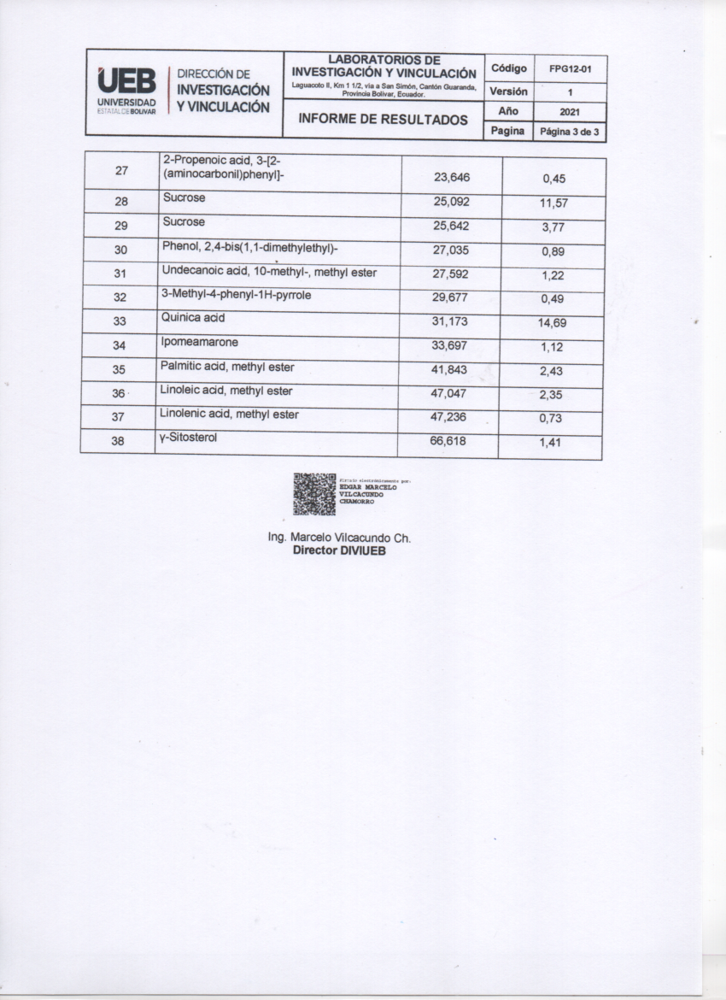 UEB
UNIVERSIDAD
ESTATAL DE BOLIVAR
DIRECCIÓN DE
INVESTIGACIÓN
Y VINCULACIÓN
LABORATORIOS DE
INVESTIGACIÓN Y VINCULACIÓN
Laguacoto II, Km 1 1/2, vía a San Simón, Cantón Guaranda,
Provincia Bolívar, Ecuador.
INFORME DE RESULTADOS
Código FPG12-01
Versión 1
Año 2021
Pagina Página 3 de 3
27 2-Propenoic acid, 3-[2-
(aminocarbonil)phenyl]- 23,646 0,45
28 Sucrose 25,092 11,57
29 Sucrose 25,642 3,77
30 Phenol, 2,4-bis(1,1-dimethylethyl)- 27,035 0,89
31 Undecanoic acid, 10-methyl-, methyl ester 27,592 1,22
32 3-Methyl-4-phenyl-1H-pyrrole 29,677 0,49
33 Quinica acid 31,173 14,69
34 Ipomeamarone 33,697 1,12
35 Palmitic acid, methyl ester 41,843 2,43
36 Linoleic acid, methyl ester 47,047 2,35
37 Linolenic acid, methyl ester 47,236 0,73
38 γ-Sitosterol 66,618 1,41
Firmado electrónicamente por:
EDGAR MARCELO
VILCACUNDO
CHAMORRO
Ing. Marcelo Vilcacundo Ch.
Director DIVIUEB